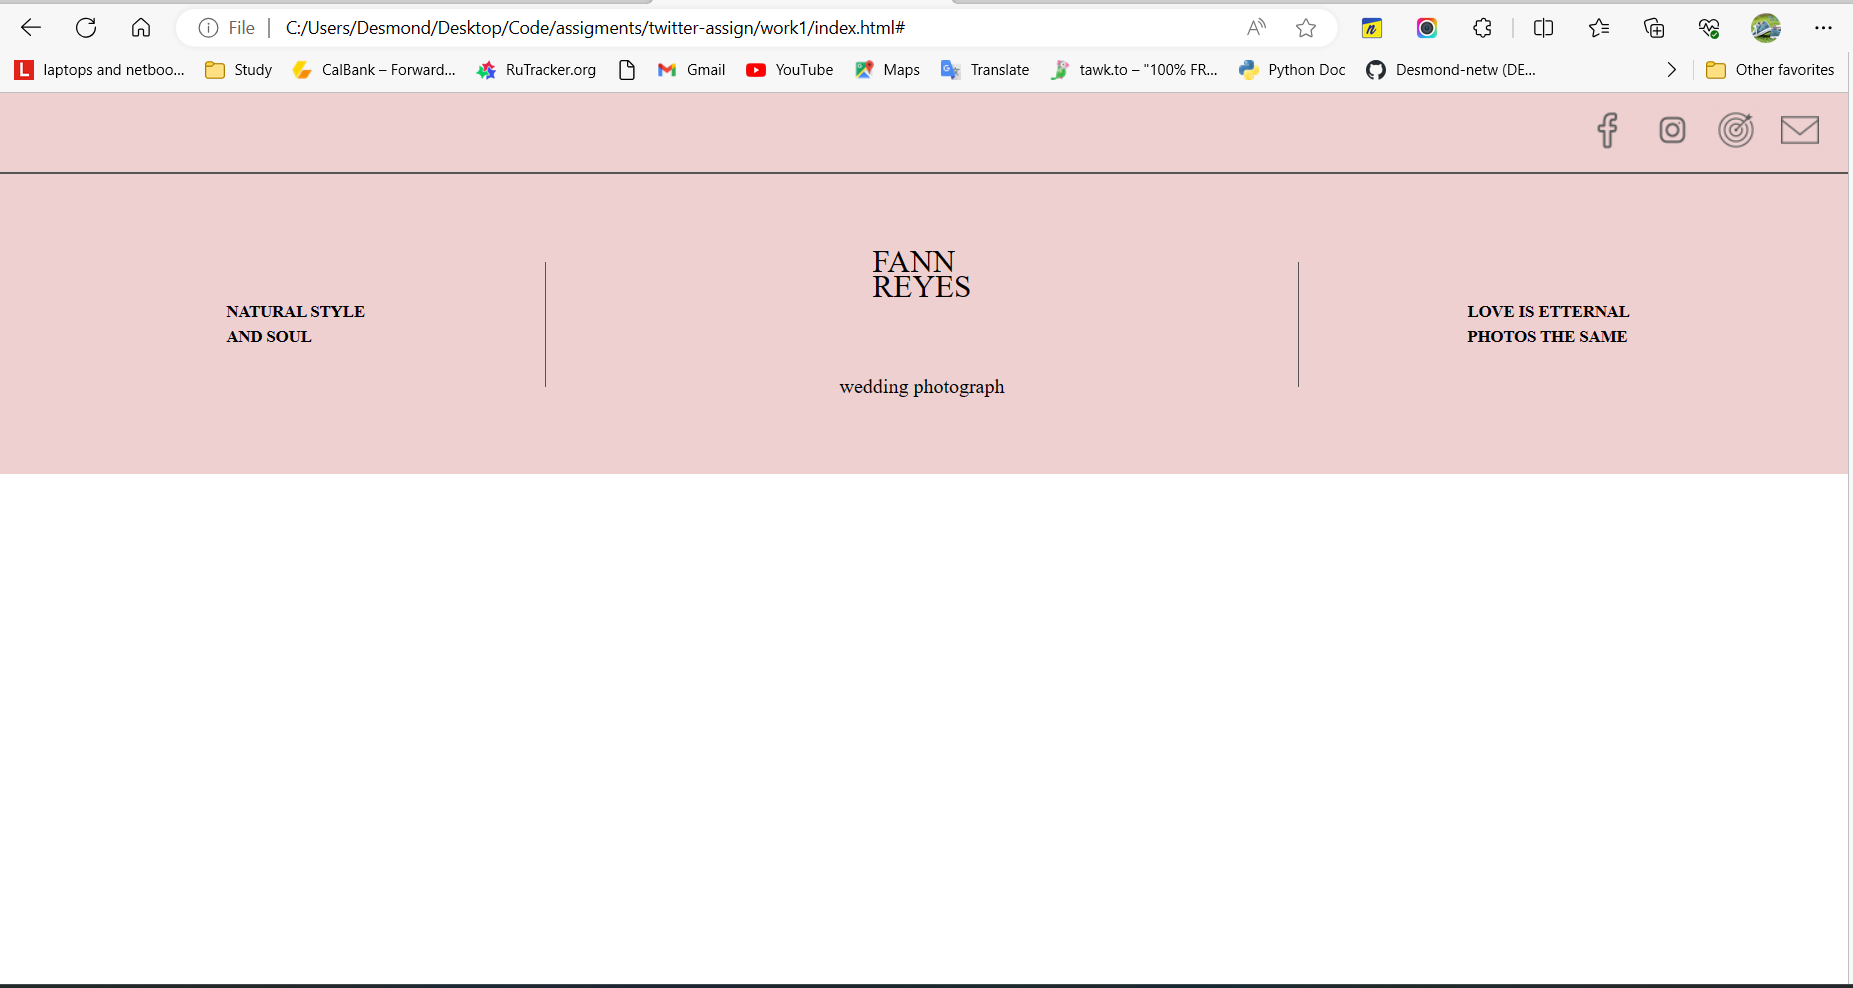 File C:/Users/Desmond/Desktop/Code/assigments/twitter-assign/work1/index.html#
L laptops and netboo... Study CalBank – Forward... RuTracker.org Gmail YouTube Maps Translate tawk.to – "100% FR... Python Doc Desmond-netw (DE... Other favorites
FANN
REYES
NATURAL STYLE
AND SOUL
LOVE IS ETTERNAL
PHOTOS THE SAME
wedding photograph